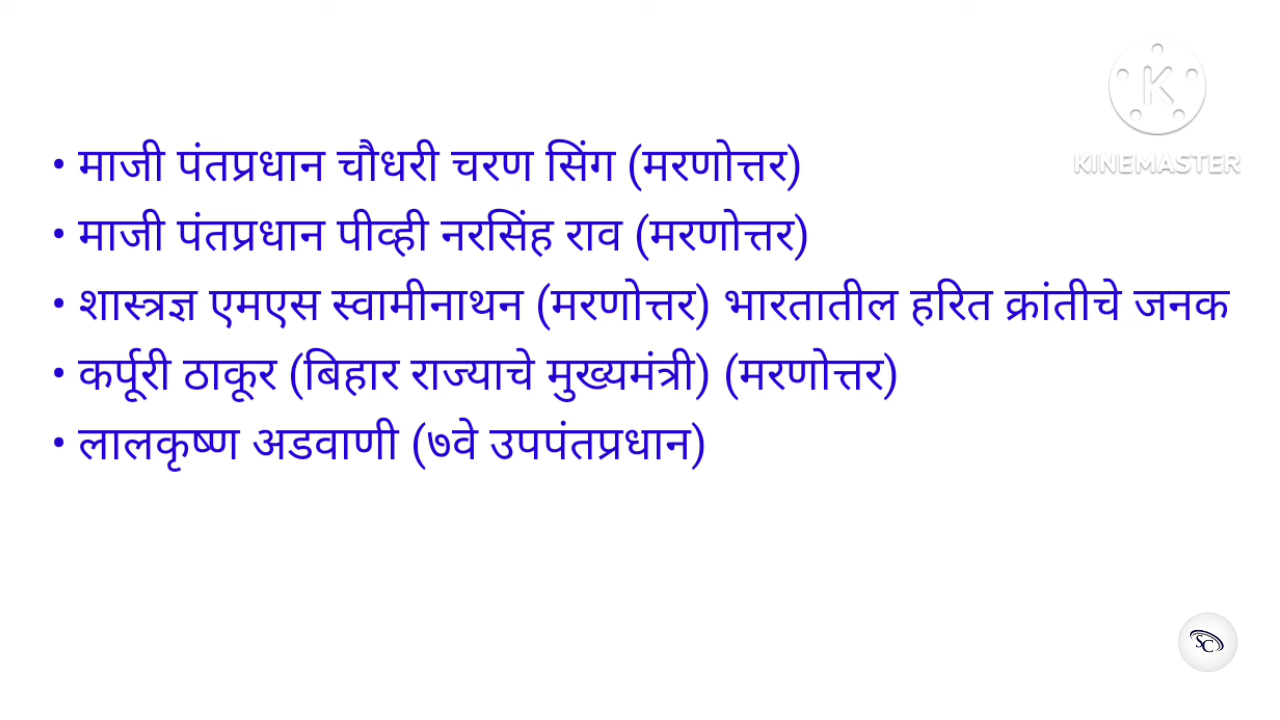 • माजी पंतप्रधान चौधरी चरण सिंग (मरणोत्तर)
• माजी पंतप्रधान पीव्ही नरसिंह राव (मरणोत्तर)
• शास्त्रज्ञ एमएस स्वामीनाथन (मरणोत्तर) भारतातील हरित क्रांतीचे जनक
• कर्पूरी ठाकूर (बिहार राज्याचे मुख्यमंत्री) (मरणोत्तर)
• लालकृष्ण अडवाणी (७वे उपपंतप्रधान)
K
KINEMASTER
SC